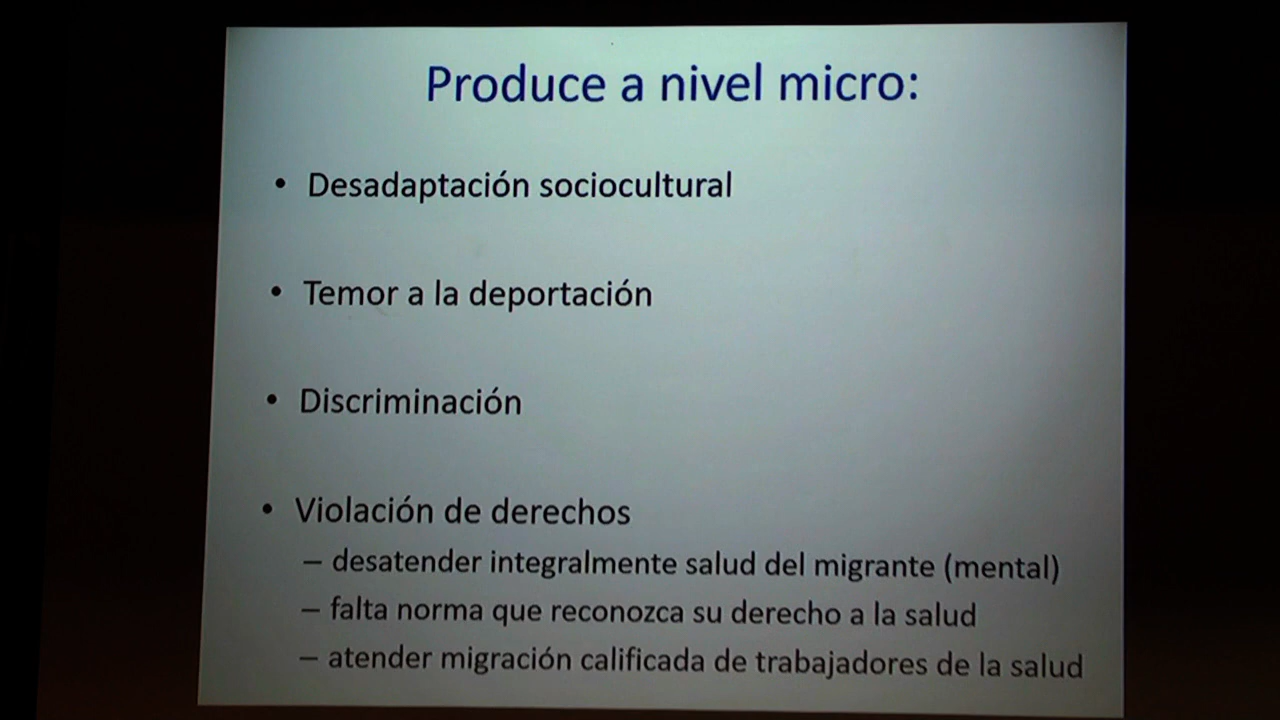 Produce a nivel micro:
• Desadaptación sociocultural
• Temor a la deportación
• Discriminación
• Violación de derechos
– desatender integralmente salud del migrante (mental)
– falta norma que reconozca su derecho a la salud
– atender migración calificada de trabajadores de la salud